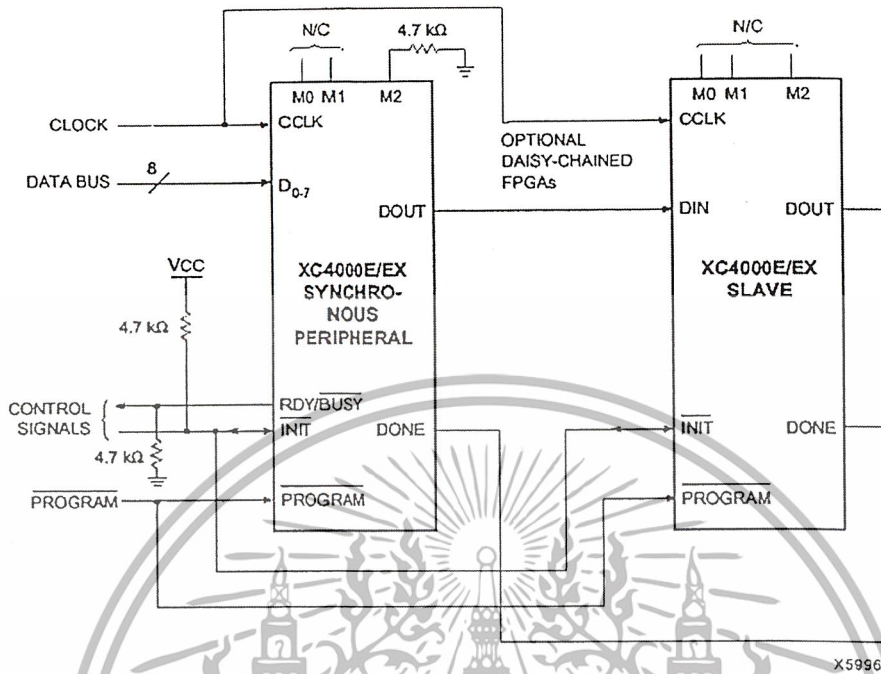 N/C
4.7 kΩ
N/C
M0 M1 M2
M0 M1 M2
CLOCK
CCLK
CCLK
OPTIONAL
DAISY-CHAINED
FPGAs
DATA BUS
8
D0-7
DOUT
DIN
DOUT
VCC
XC4000E/EX
SYNCHRO-
NOUS
PERIPHERAL
XC4000E/EX
SLAVE
4.7 kΩ
CONTROL
SIGNALS
RDY/BUSY
INIT
DONE
INIT
DONE
4.7 kΩ
PROGRAM
PROGRAM
PROGRAM
X5996